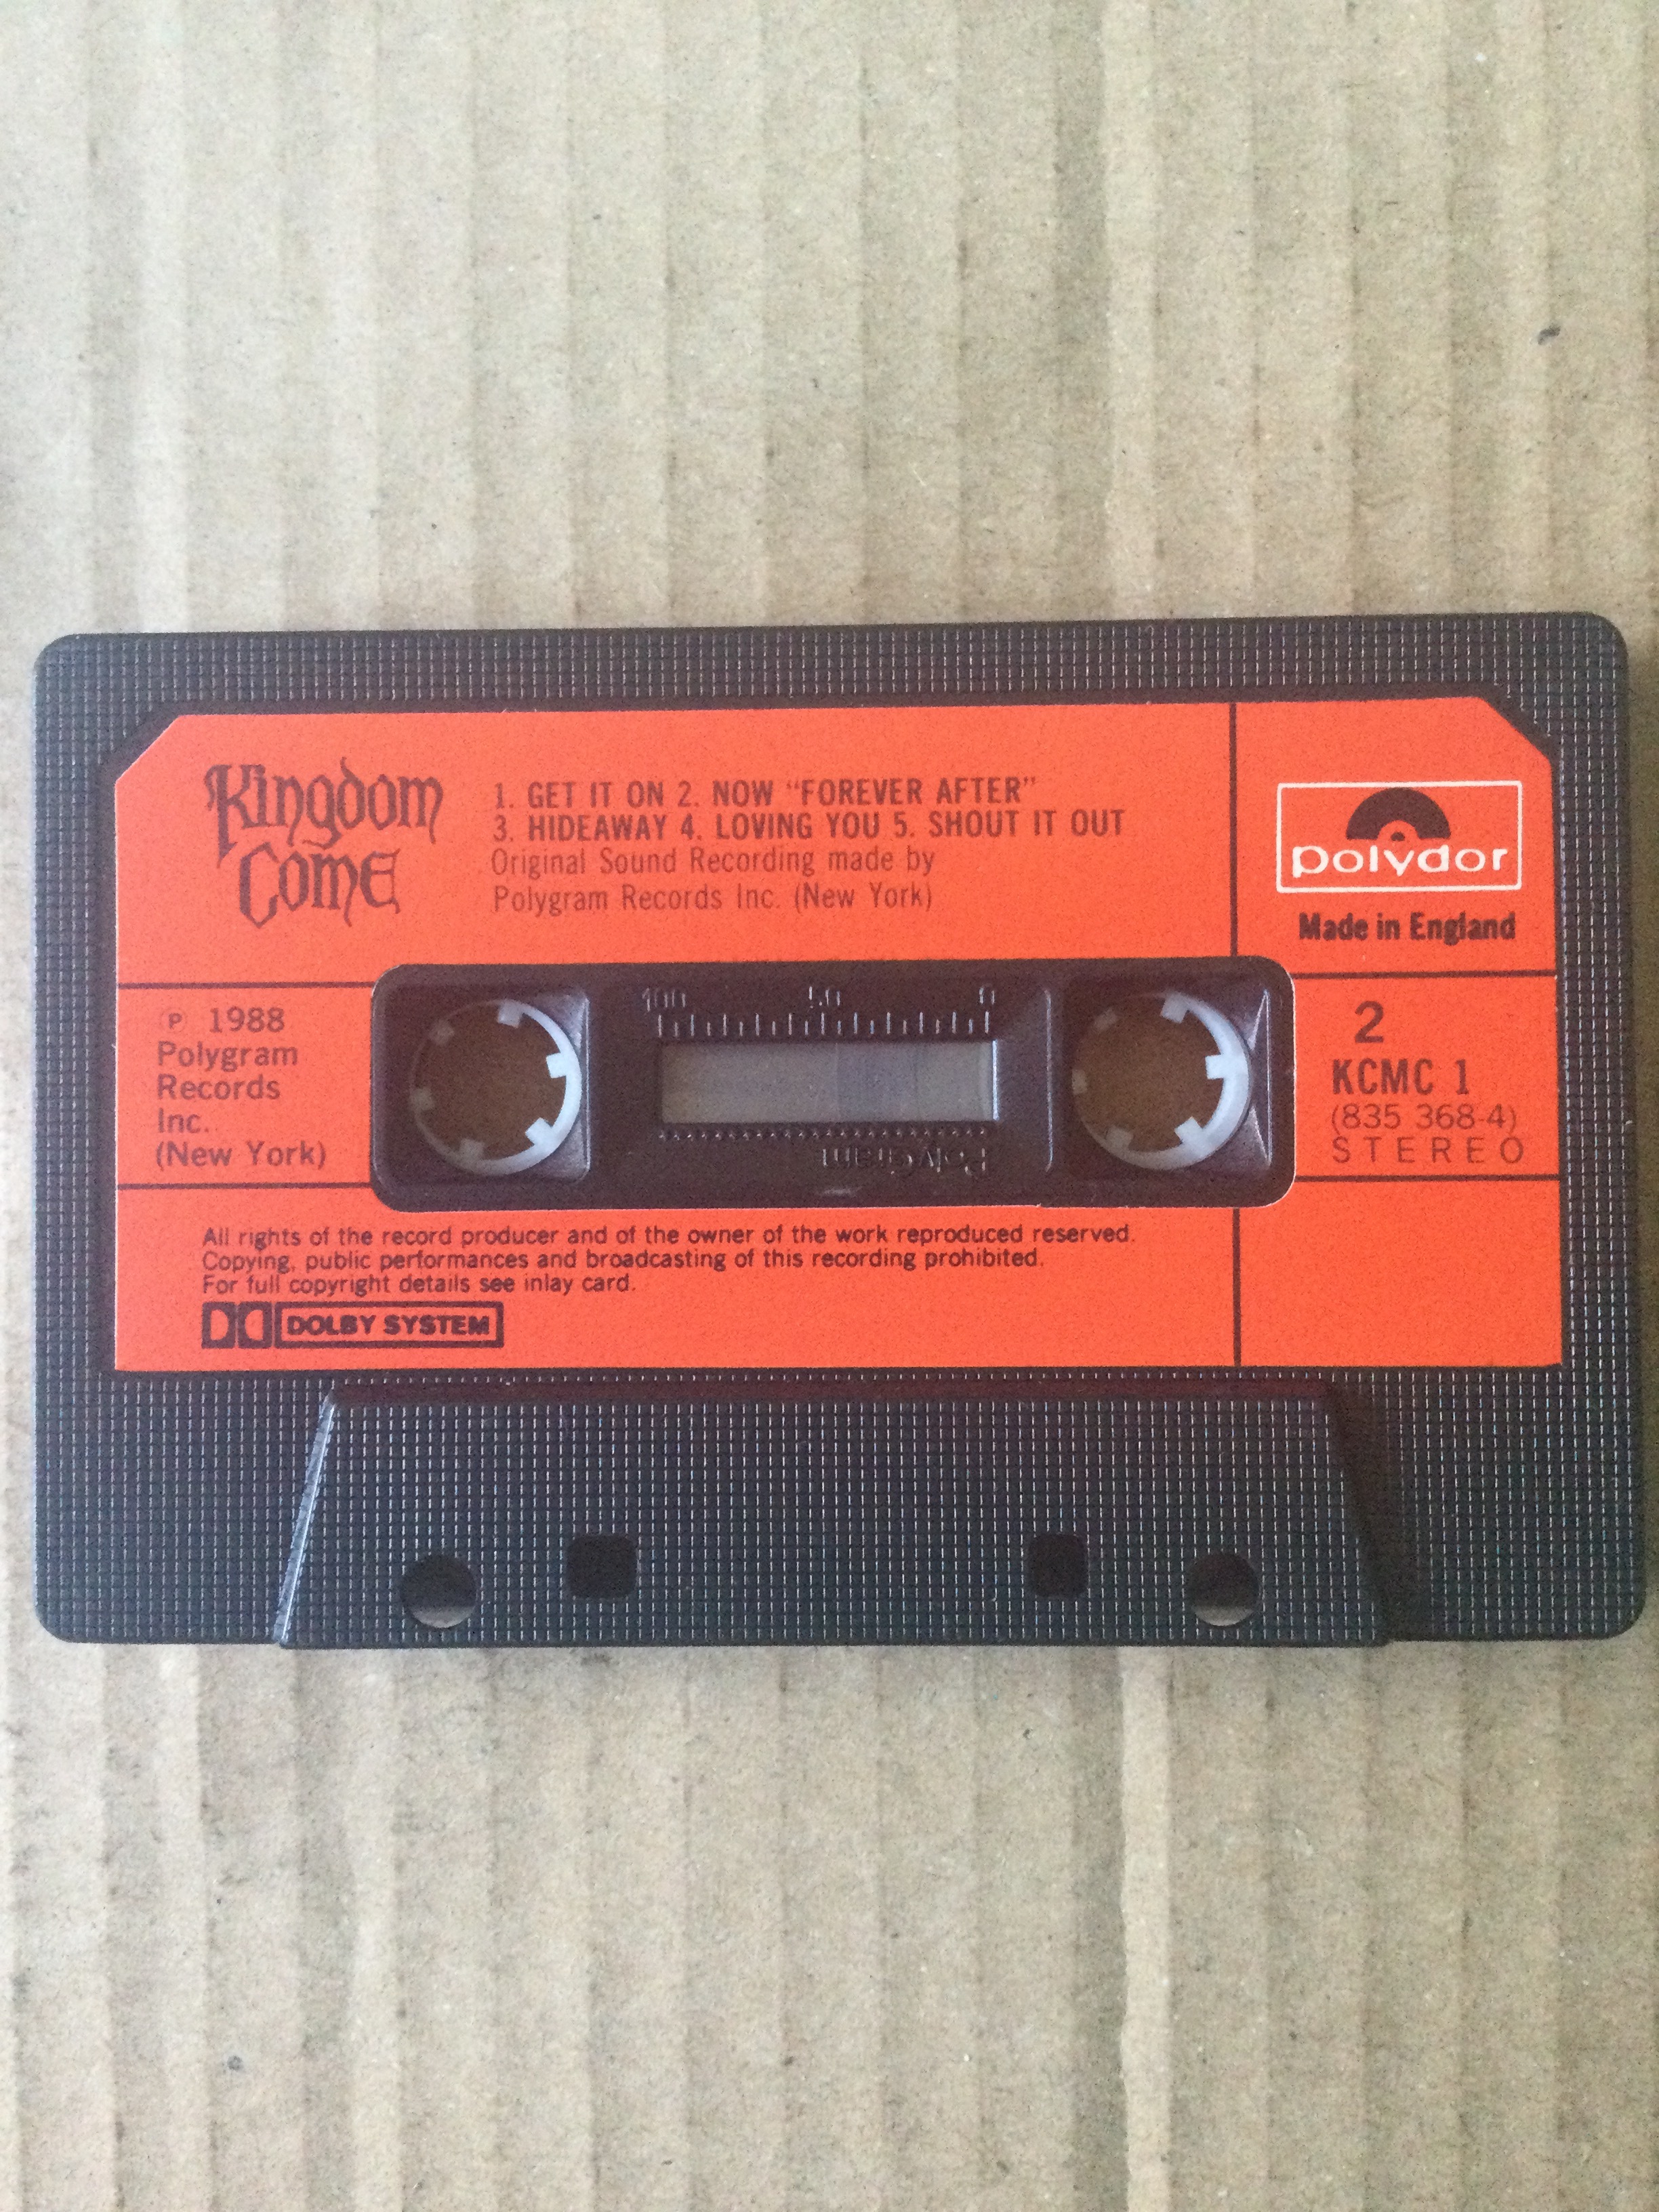 Kingdom
Come
1. GET IT ON 2. NOW "FOREVER AFTER"
3. HIDEAWAY 4. LOVING YOU 5. SHOUT IT OUT
Original Sound Recording made by
Polygram Records Inc. (New York)
polydor
Made in England
℗ 1988
Polygram
Records
Inc.
(New York)
100 50 0
PolyGram
2
KCMC 1
(835 368-4)
STEREO
All rights of the record producer and of the owner of the work reproduced reserved.
Copying, public performances and broadcasting of this recording prohibited.
For full copyright details see inlay card.
DOLBY SYSTEM